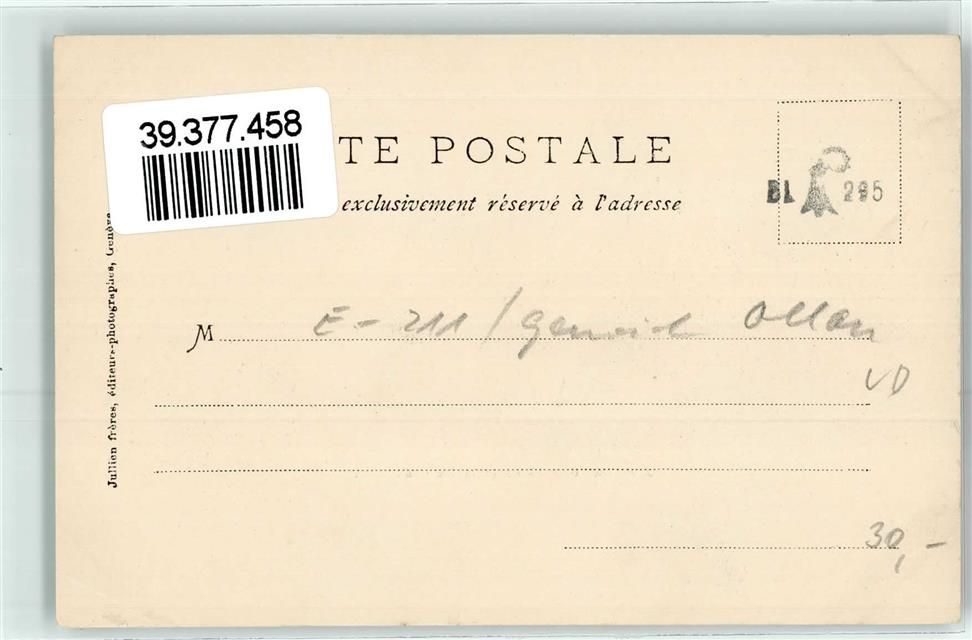 39.377.458
TE POSTALE
exclusivement réservé à l'adresse
BL 295
Jullien frères, éditeurs-photographes, Genève
M E - 211 /
VD
30,-